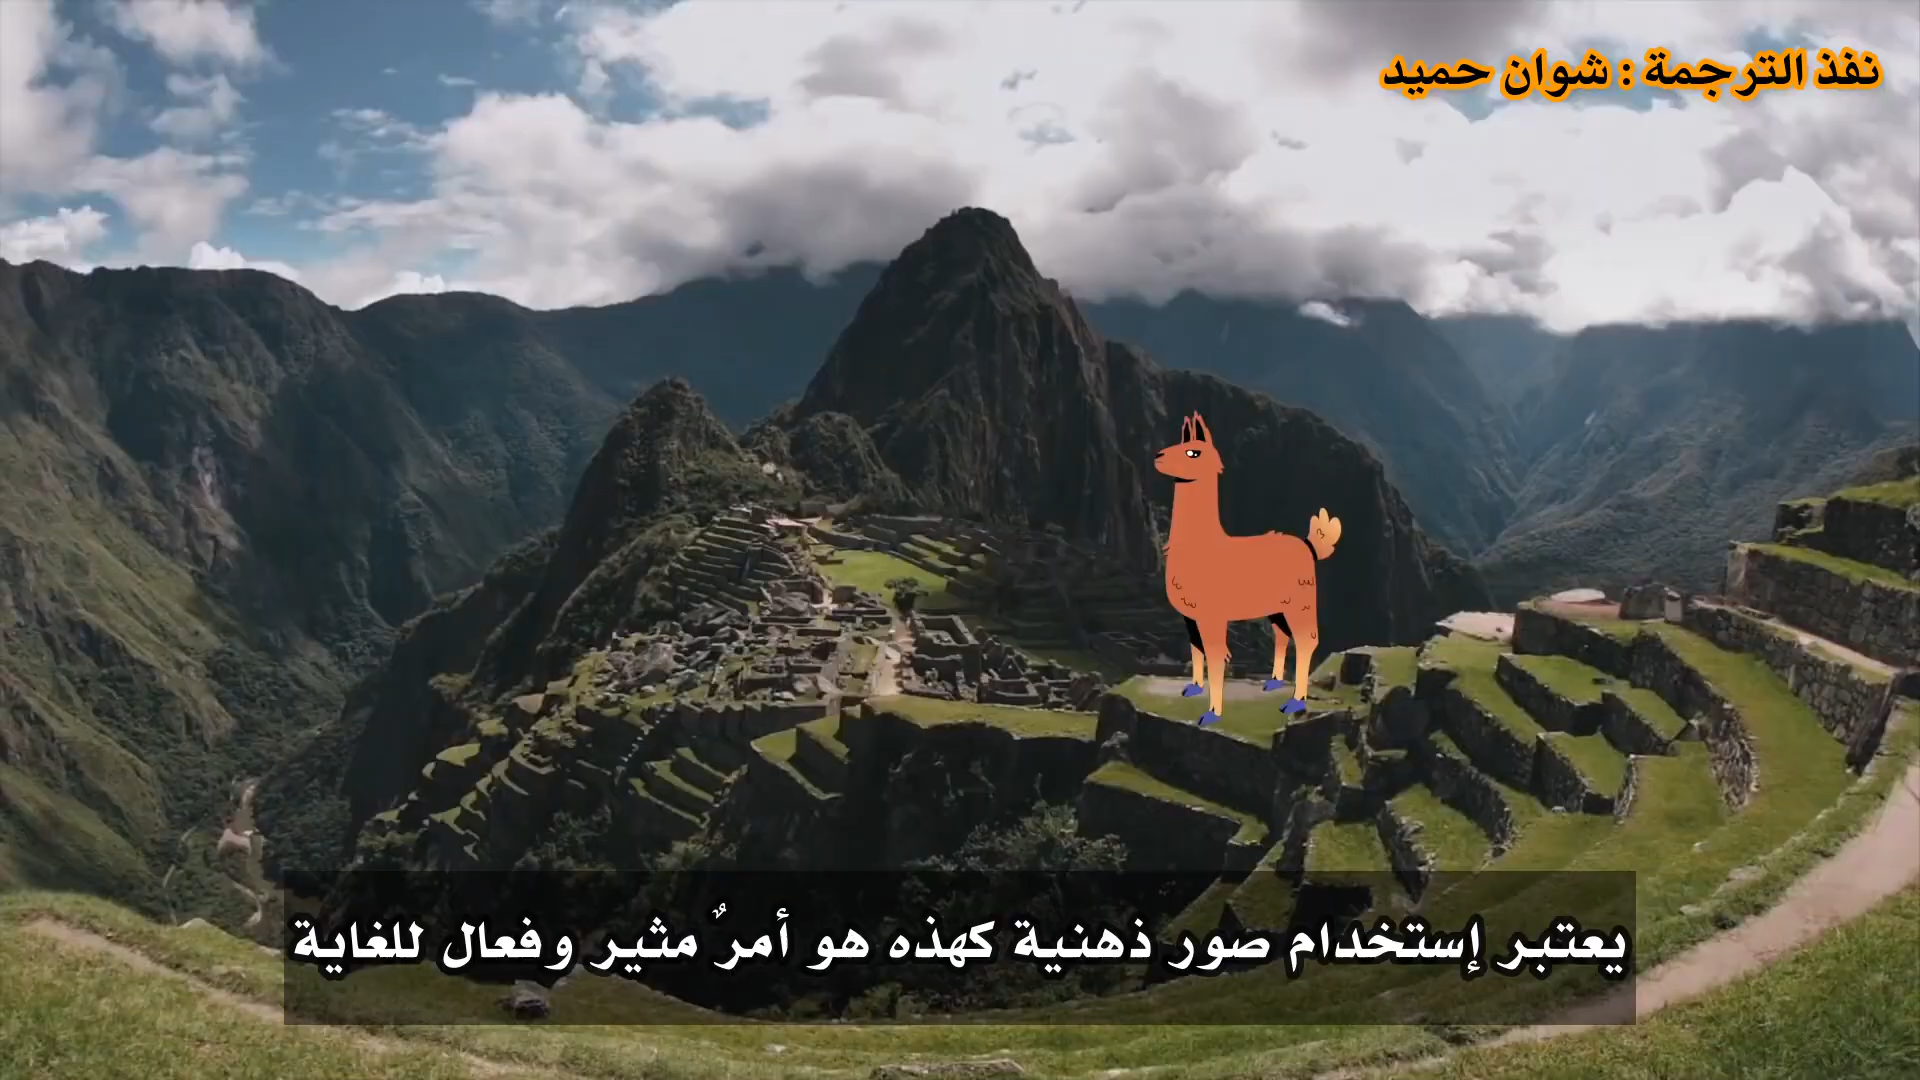 نفذ الترجمة : شوان حميد
يعتبر إستخدام صور ذهنية كهذه هو أمرٌ مثير وفعال للغاية